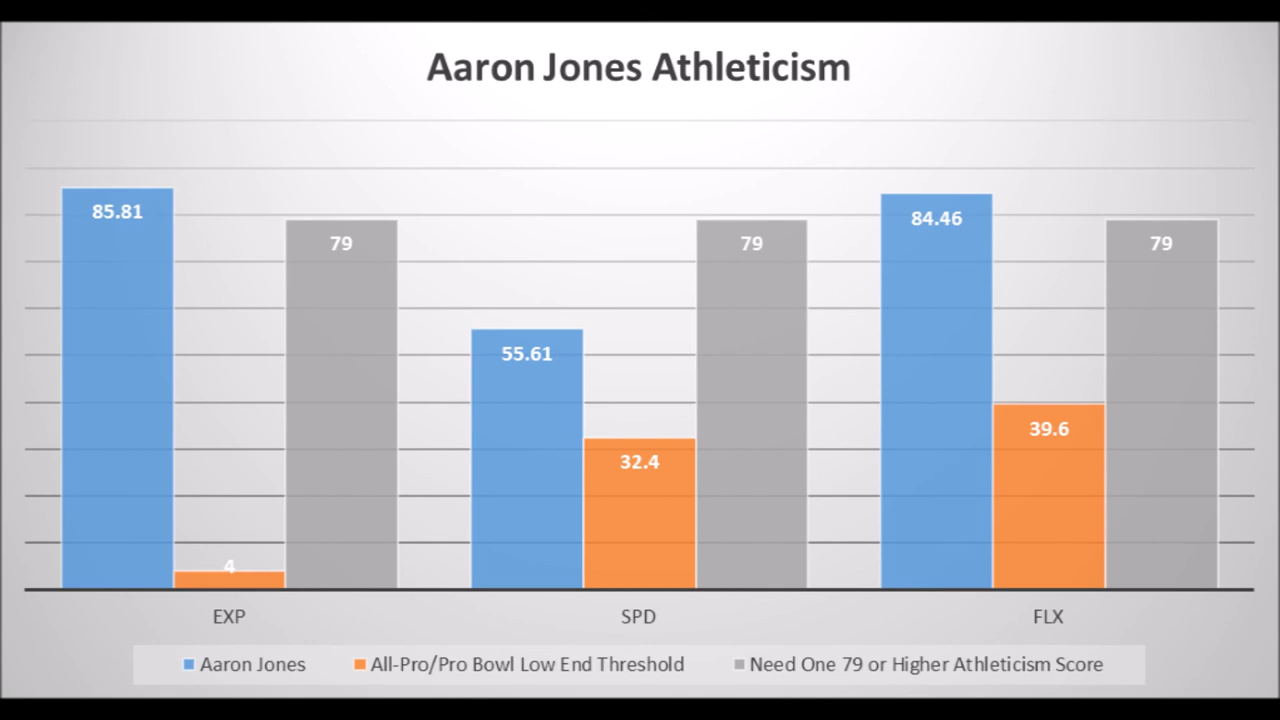 Aaron Jones Athleticism
85.81
4
79
55.61
32.4
79
84.46
39.6
79
EXP
SPD
FLX
Aaron Jones
All-Pro/Pro Bowl Low End Threshold
Need One 79 or Higher Athleticism Score